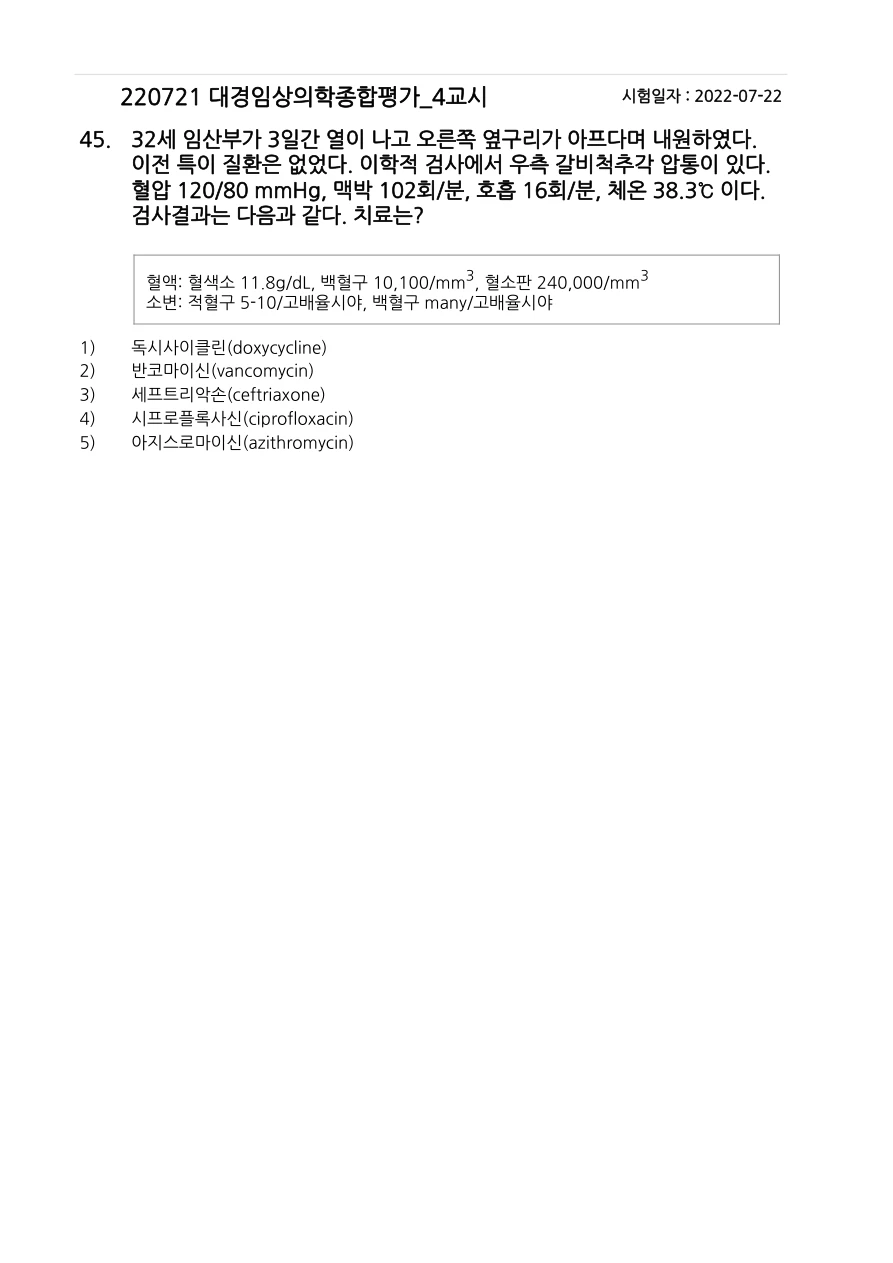 220721 대경임상의학종합평가_4교시 시험일자 : 2022-07-22
45. 32세 임산부가 3일간 열이 나고 오른쪽 옆구리가 아프다며 내원하였다.
이전 특이 질환은 없었다. 이학적 검사에서 우측 갈비척추각 압통이 있다.
혈압 120/80 mmHg, 맥박 102회/분, 호흡 16회/분, 체온 38.3℃ 이다.
검사결과는 다음과 같다. 치료는?
혈액: 혈색소 11.8g/dL, 백혈구 10,100/mm³, 혈소판 240,000/mm³
소변: 적혈구 5-10/고배율시야, 백혈구 many/고배율시야
1) 독시사이클린(doxycycline)
2) 반코마이신(vancomycin)
3) 세프트리악손(ceftriaxone)
4) 시프로플록사신(ciprofloxacin)
5) 아지스로마이신(azithromycin)